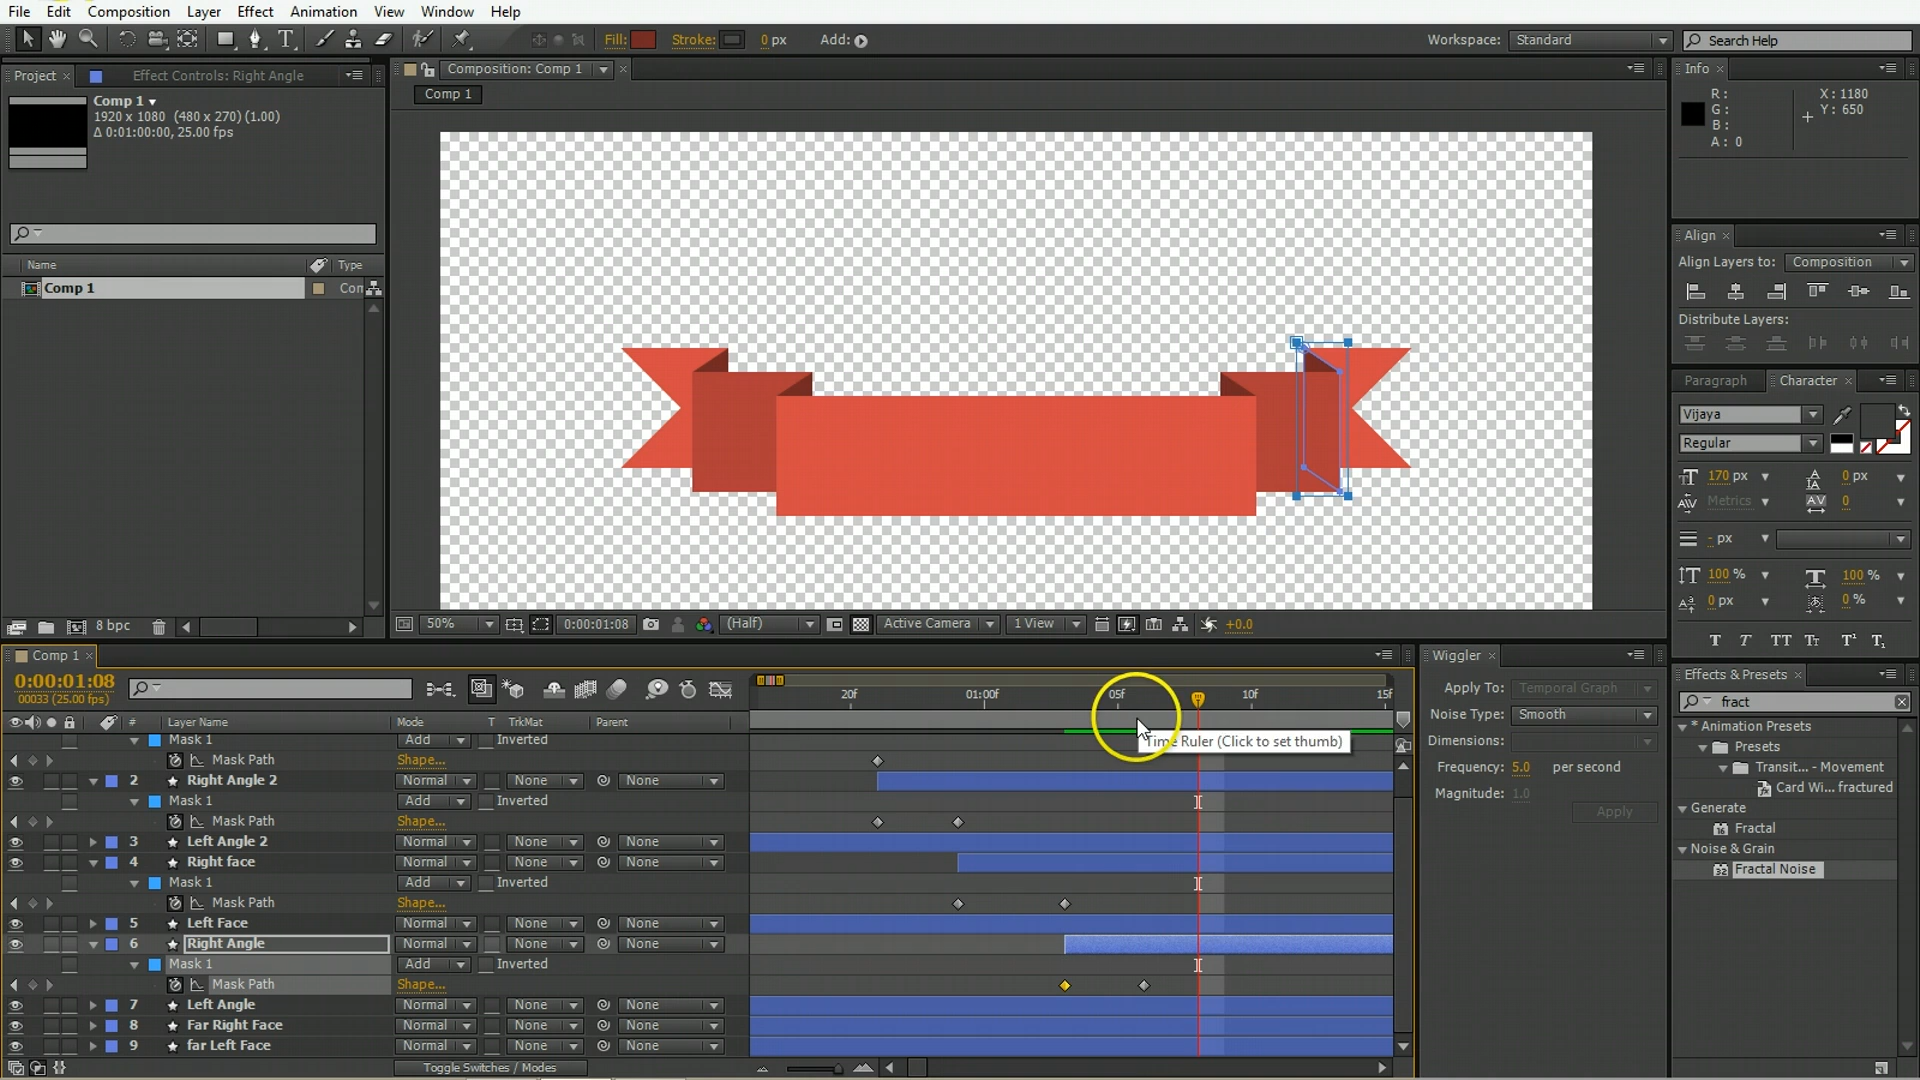 File Edit Composition Layer Effect Animation View Window Help
Fill: Stroke: 0 px Add: Workspace: Standard Search Help
Project Effect Controls: Right Angle Composition: Comp 1 Info
Comp 1
1920 x 1080 (480 x 270) (1.00)
Δ 0:01:00:00, 25.00 fps
Comp 1
R: X: 1180
G: Y: 650
B:
A: 0
Align
Align Layers to: Composition
Distribute Layers:
Name Type
Comp 1 Con
Paragraph Character
Vijaya
Regular
170 px 0 px
Metrics 0
- px
100 % 100 %
0 px 0 %
8 bpc 50% 0:00:01:08 (Half) Active Camera 1 View +0.0
Comp 1
0:00:01:08
00033 (25.00 fps)
20f 01:00f 05f 10f 15f
Time Ruler (Click to set thumb)
# Layer Name Mode T TrkMat Parent
Mask 1 Add Inverted
Mask Path Shape...
2 Right Angle 2 Normal None None
Mask 1 Add Inverted
Mask Path Shape...
3 Left Angle 2 Normal None None
4 Right face Normal None None
Mask 1 Add Inverted
Mask Path Shape...
5 Left Face Normal None None
6 Right Angle Normal None None
Mask 1 Add Inverted
Mask Path Shape...
7 Left Angle Normal None None
8 Far Right Face Normal None None
9 far Left Face Normal None None
Toggle Switches / Modes
Wiggler
Apply To: Temporal Graph
Noise Type: Smooth
Dimensions:
Frequency: 5.0 per second
Magnitude: 1.0
Apply
Effects & Presets
fract
* Animation Presets
Presets
Transit... - Movement
Card Wi... fractured
Generate
Fractal
Noise & Grain
Fractal Noise